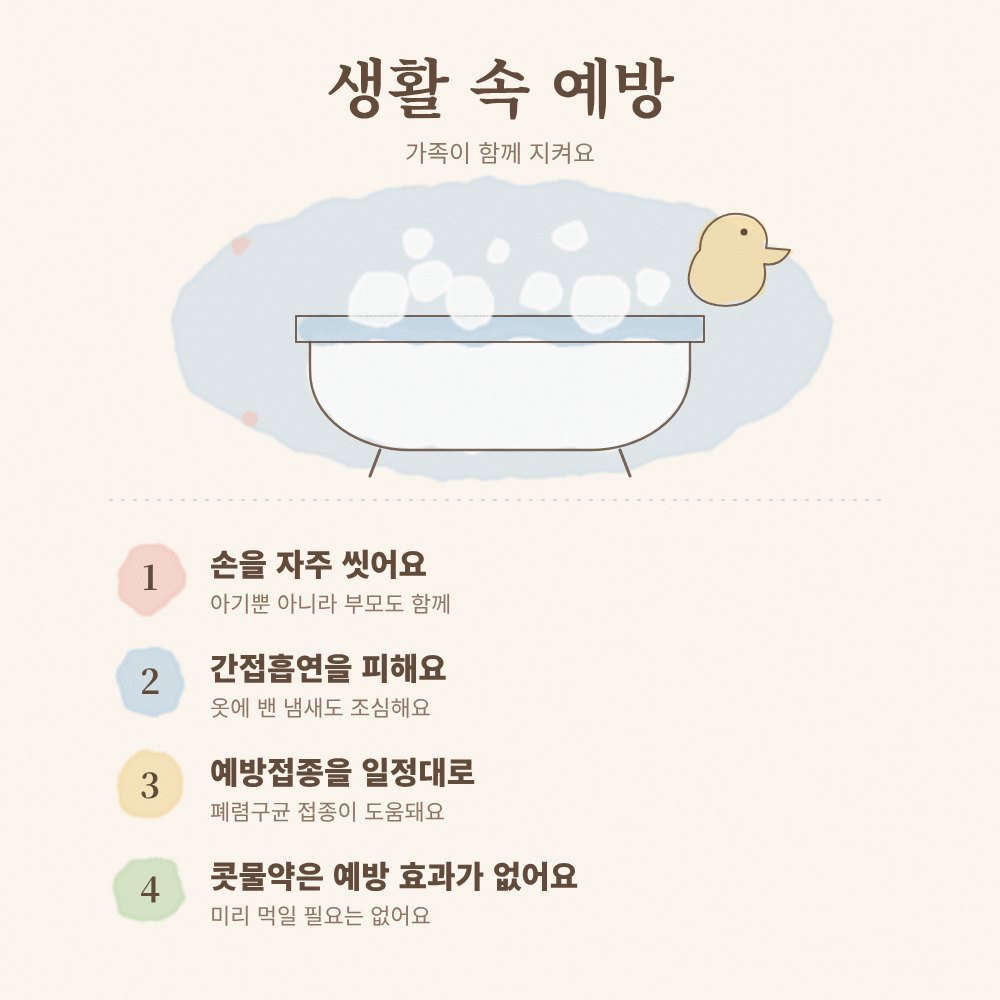 생활 속 예방
가족이 함께 지켜요
1
손을 자주 씻어요
아기뿐 아니라 부모도 함께
2
간접흡연을 피해요
옷에 밴 냄새도 조심해요
3
예방접종을 일정대로
폐렴구균 접종이 도움돼요
4
콧물약은 예방 효과가 없어요
미리 먹일 필요는 없어요